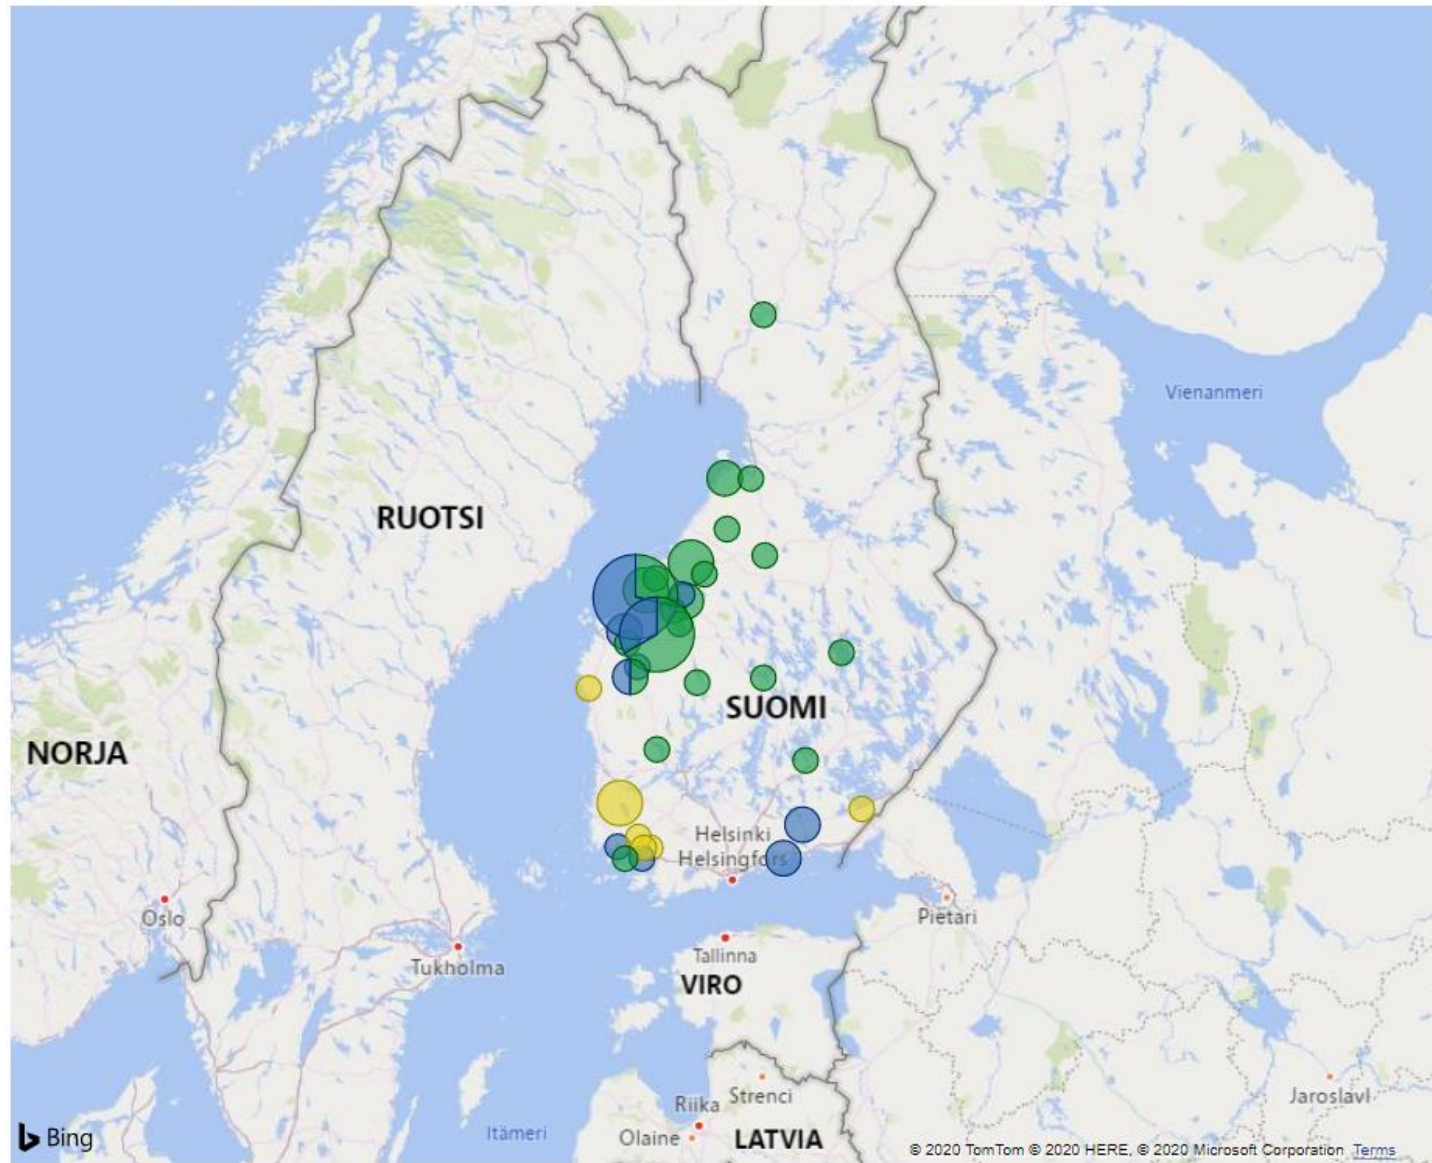 Vienanmeri
RUOTSI
SUOMI
NORJA
Helsinki
Helsingfors
Oslo
Pietari
Tallinna
Tukholma
VIRO
Strenci
Jaroslavl
Riika
Itämeri
Olaine
LATVIA
Bing
© 2020 TomTom © 2020 HERE, © 2020 Microsoft Corporation Terms